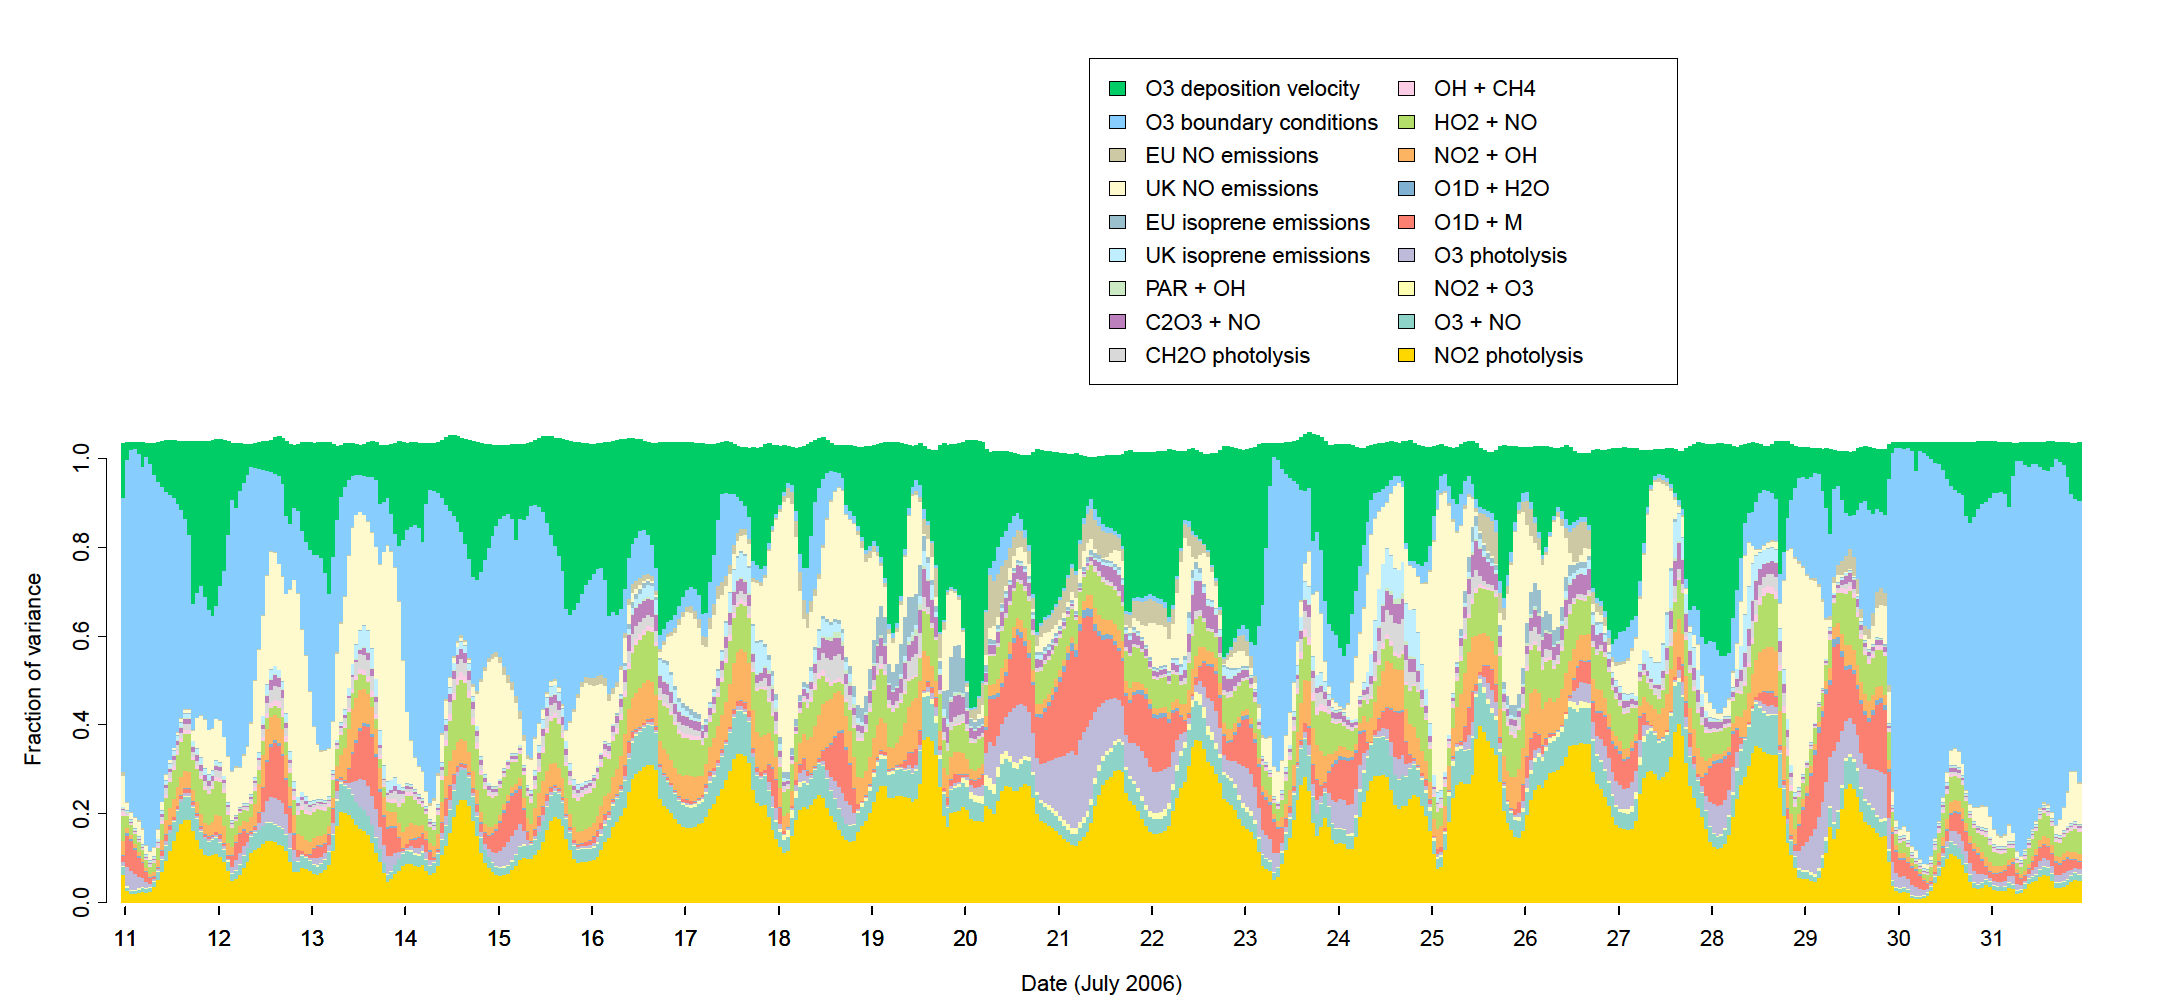 O3 deposition velocity
O3 boundary conditions
EU NO emissions
UK NO emissions
EU isoprene emissions
UK isoprene emissions
PAR + OH
C2O3 + NO
CH2O photolysis
OH + CH4
HO2 + NO
NO2 + OH
O1D + H2O
O1D + M
O3 photolysis
NO2 + O3
O3 + NO
NO2 photolysis
Fraction of variance
1.0
0.8
0.6
0.4
0.2
0.0
11 12 13 14 15 16 17 18 19 20 21 22 23 24 25 26 27 28 29 30 31
Date (July 2006)